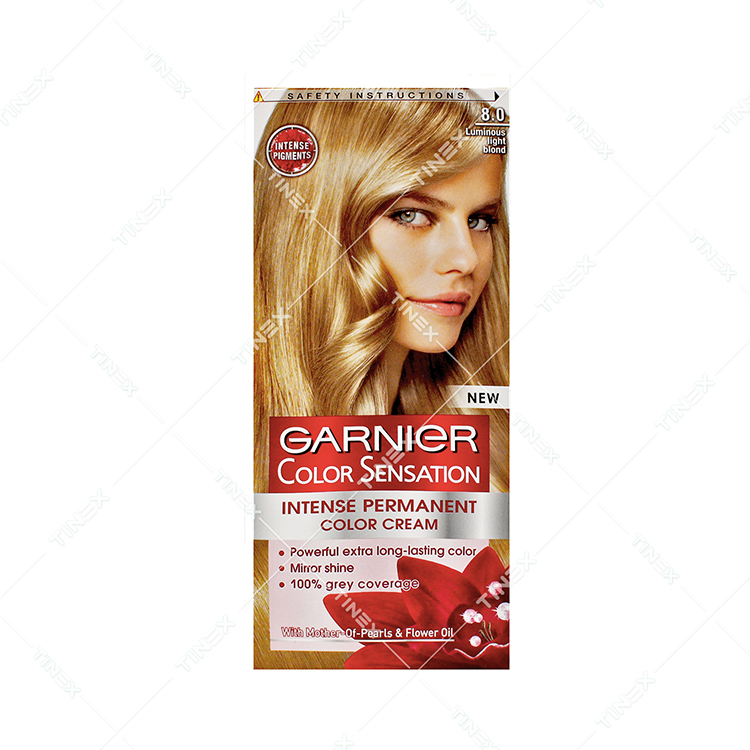 SAFETY INSTRUCTIONS
8.0
Luminous
light
blond
INTENSE
PIGMENTS
NEW
GARNIER
COLOR SENSATION
INTENSE PERMANENT
COLOR CREAM
• Powerful extra long-lasting color
• Mirror shine
• 100% grey coverage
With Mother-Of-Pearls & Flower Oil
TINEX